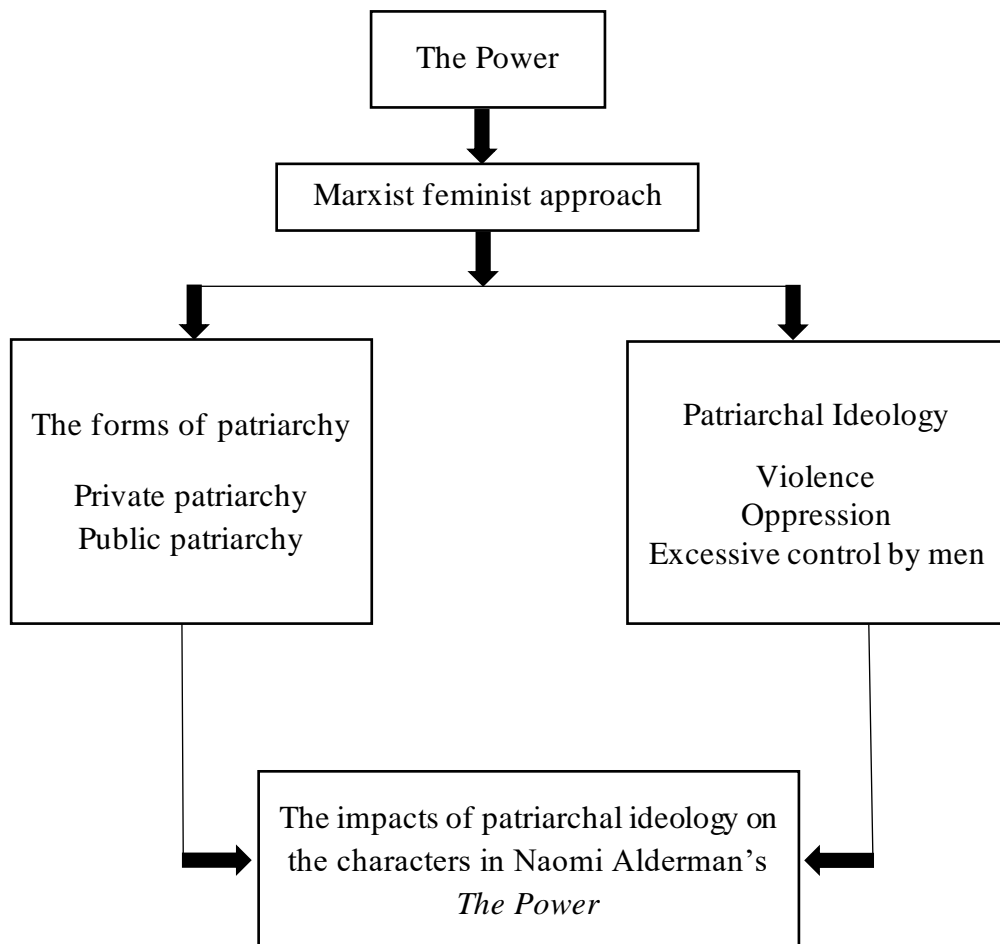 The Power
Marxist feminist approach
The forms of patriarchy
Private patriarchy
Public patriarchy
Patriarchal Ideology
Violence
Oppression
Excessive control by men
The impacts of patriarchal ideology on
the characters in Naomi Alderman’s
The Power